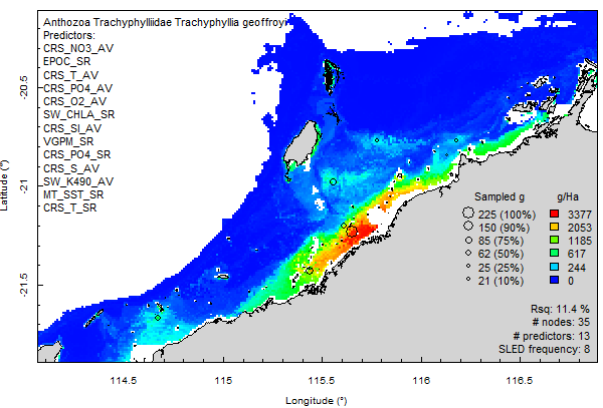 Anthozoa Trachyphylliidae Trachyphyllia geoffroyi
Predictors:
CRS_NO3_AV
EPOC_SR
CRS_T_AV
CRS_PO4_AV
CRS_O2_AV
SW_CHLA_SR
CRS_SI_AV
VGPM_SR
CRS_PO4_SR
CRS_S_AV
SW_K490_AV
MT_SST_SR
CRS_T_SR
-20.5
-21
-21.5
Latitude (°)
Sampled g g/Ha
225 (100%) 3377
150 (90%) 2053
85 (75%) 1185
62 (50%) 617
25 (25%) 244
21 (10%) 0
Rsq: 11.4 %
# nodes: 35
# predictors: 13
SLED frequency: 8
114.5 115 115.5 116 116.5
Longitude (°)